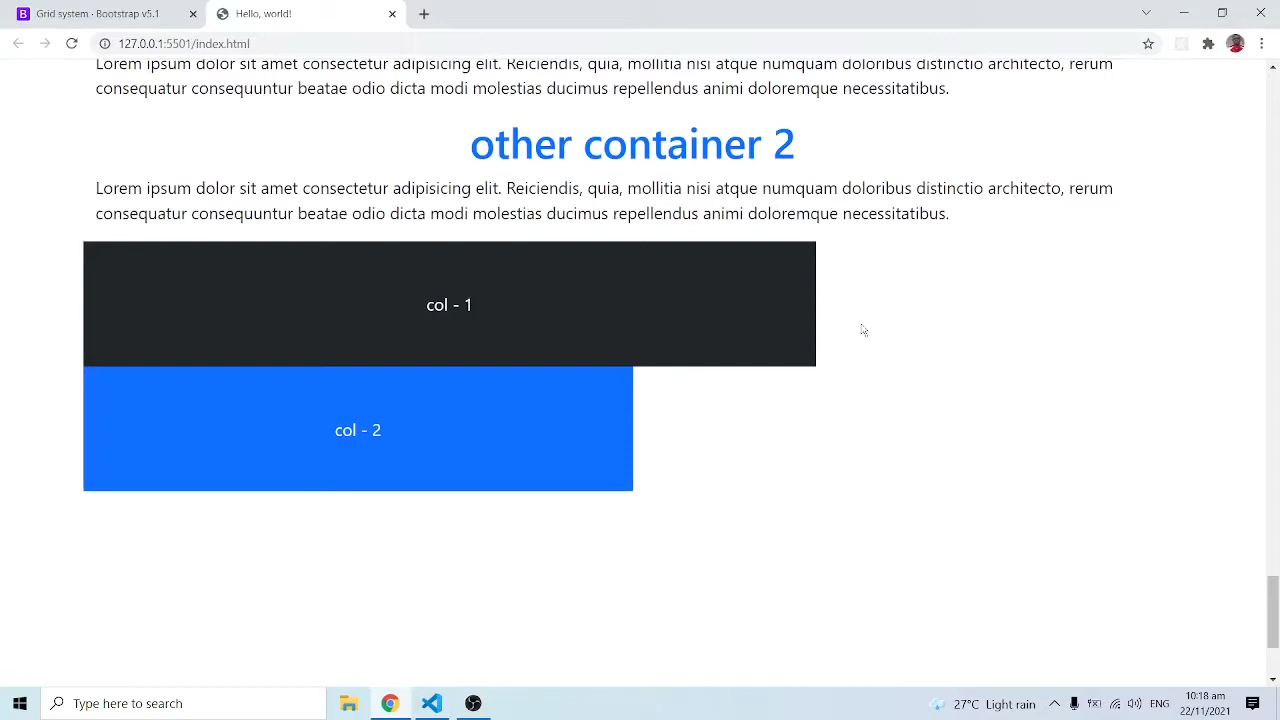 Grid system - Bootstrap v5.1
Hello, world!
127.0.0.1:5501/index.html
Lorem ipsum dolor sit amet consectetur adipisicing elit. Reiciendis, quia, mollitia nisi atque numquam doloribus distinctio architecto, rerum
consequatur consequuntur beatae odio dicta modi molestias ducimus repellendus animi doloremque necessitatibus.
other container 2
Lorem ipsum dolor sit amet consectetur adipisicing elit. Reiciendis, quia, mollitia nisi atque numquam doloribus distinctio architecto, rerum
consequatur consequuntur beatae odio dicta modi molestias ducimus repellendus animi doloremque necessitatibus.
col - 1
col - 2
Type here to search
27°C Light rain
ENG
10:18 am
22/11/2021